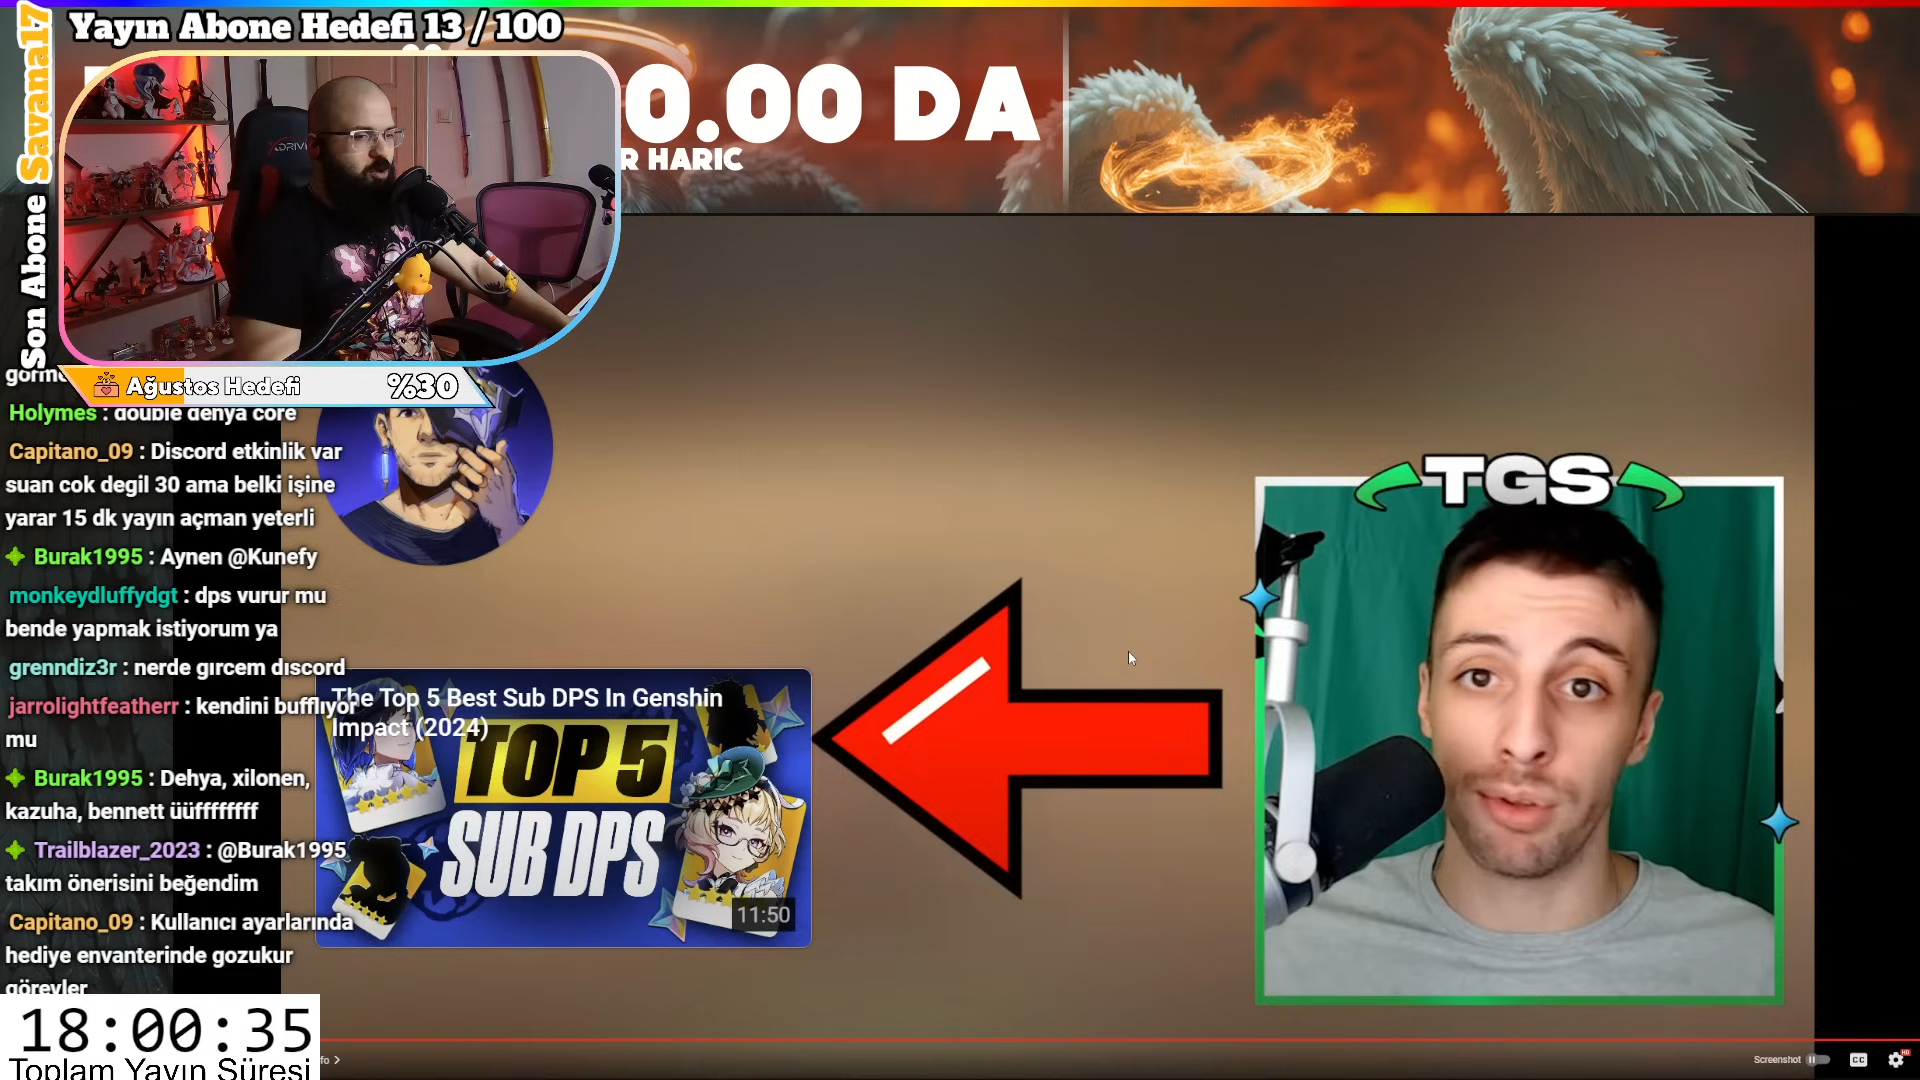 Yayın Abone Hedefi 13 / 100
Son Abone Savana17
0.00 DA
R HARIC
XDRIV
Ağustos Hedefi %30
görme
Holymes : double dehya core
Capitano_09 : Discord etkinlik var
suan cok degil 30 ama belki işine
yarar 15 dk yayın açman yeterli
Burak1995 : Aynen @Kunefy
monkeydluffydgt : dps vurur mu
bende yapmak istiyorum ya
grenndiz3r : nerde gırcem dıscord
jarrolightfeatherr : kendini bufflıyor
mu
Burak1995 : Dehya, xilonen,
kazuha, bennett üüffffffff
Trailblazer_2023 : @Burak1995
takım önerisini beğendim
Capitano_09 : Kullanıcı ayarlarında
hediye envanterinde gozukur
görevler
18:00:35
Toplam Yayın Süresi
The Top 5 Best Sub DPS In Genshin
Impact (2024)
TOP 5
SUB DPS
11:50
TGS
fo
Screenshot
CC
HD